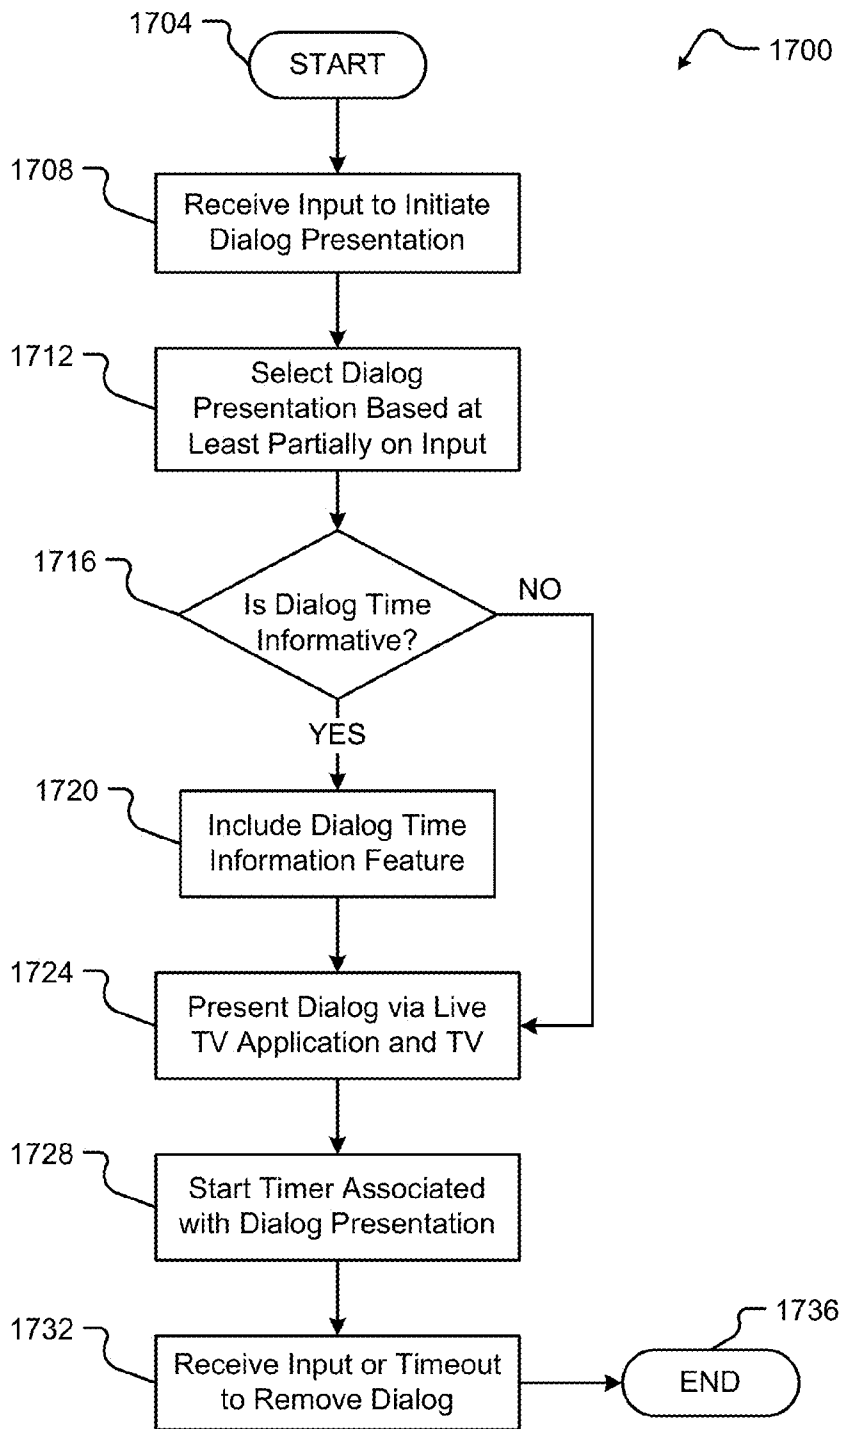 1704
START
1700
1708
Receive Input to Initiate
Dialog Presentation
1712
Select Dialog
Presentation Based at
Least Partially on Input
1716
Is Dialog Time
Informative?
NO
YES
1720
Include Dialog Time
Information Feature
1724
Present Dialog via Live
TV Application and TV
1728
Start Timer Associated
with Dialog Presentation
1732
Receive Input or Timeout
to Remove Dialog
1736
END